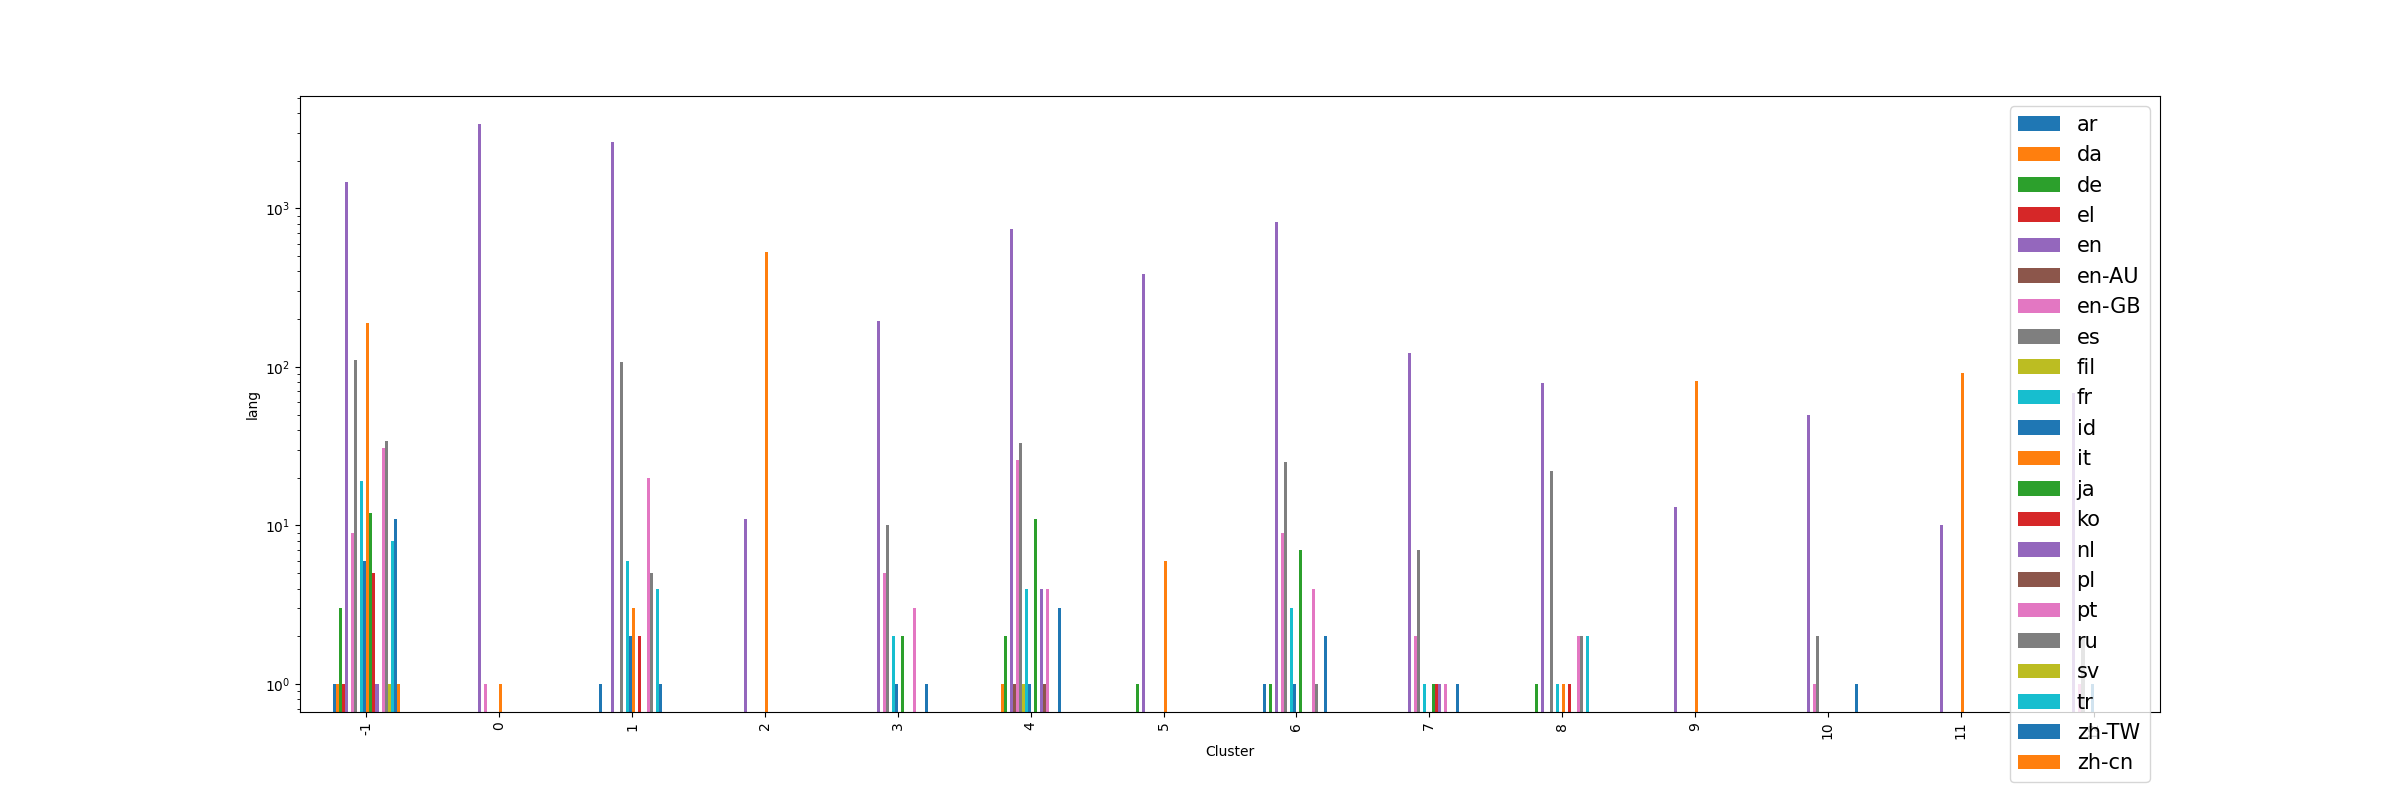 10³
10²
10¹
10⁰
lang
-1
0
1
2
3
4
5
6
7
8
9
10
11
Cluster
ar
da
de
el
en
en-AU
en-GB
es
fil
fr
id
it
ja
ko
nl
pl
pt
ru
sv
tr
zh-TW
zh-cn